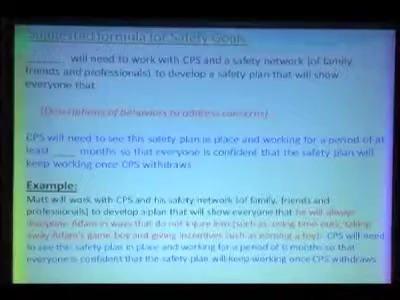 Suggested formula for Safety Goals
______ will need to work with CPS and a safety network (of family,
friends and professionals) to develop a safety plan that will show
everyone that
(Descriptions of behaviors to address concerns)
CPS will need to see this safety plan in place and working for a period of at
least ____ months so that everyone is confident that the safety plan will
keep working once CPS withdraws
Example:
Matt will work with CPS and his safety network (of family, friends and
professionals) to develop a plan that will show everyone that he will always
discipline Adam in ways that do not injure him (such as using time outs, taking
away Adam's game boy and giving incentives such as earning a toy). CPS will need
to see this safety plan in place and working for a period of 6 months so that
everyone is confident that the safety plan will keep working once CPS withdraws